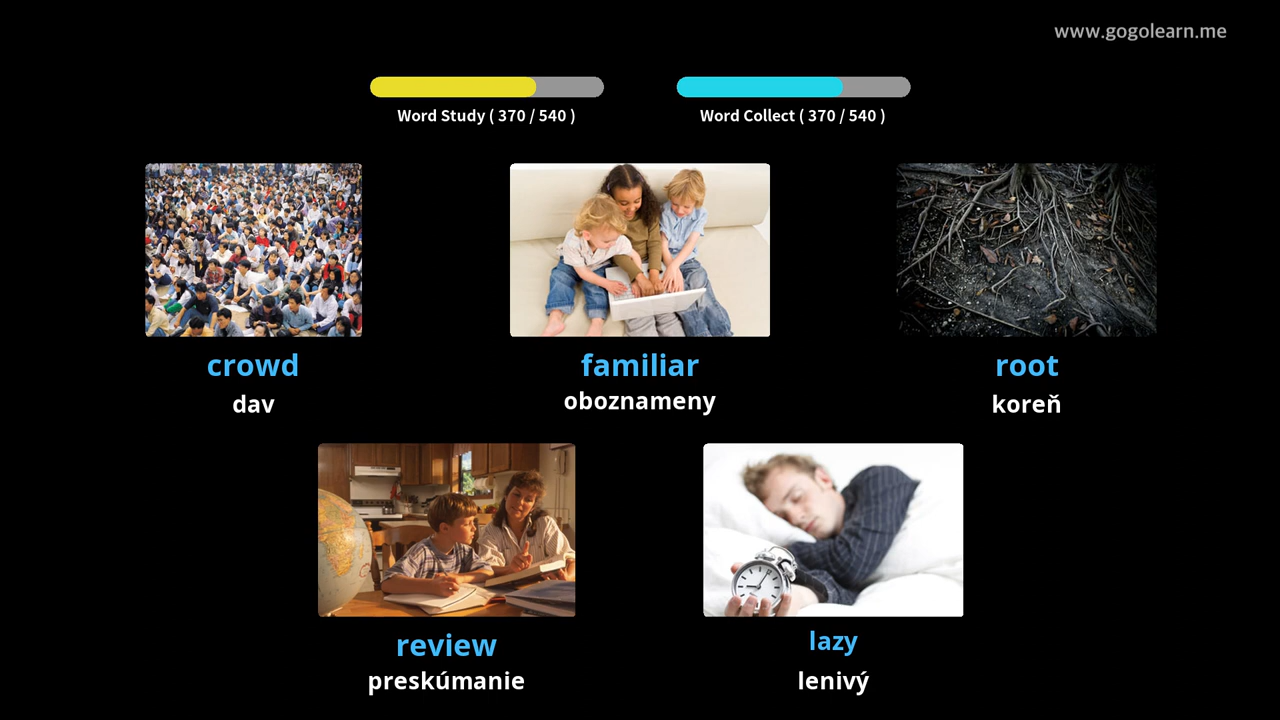 www.gogolearn.me
Word Study ( 370 / 540 )
Word Collect ( 370 / 540 )
crowd
dav
familiar
oboznameny
root
koreň
review
preskúmanie
lazy
lenivý